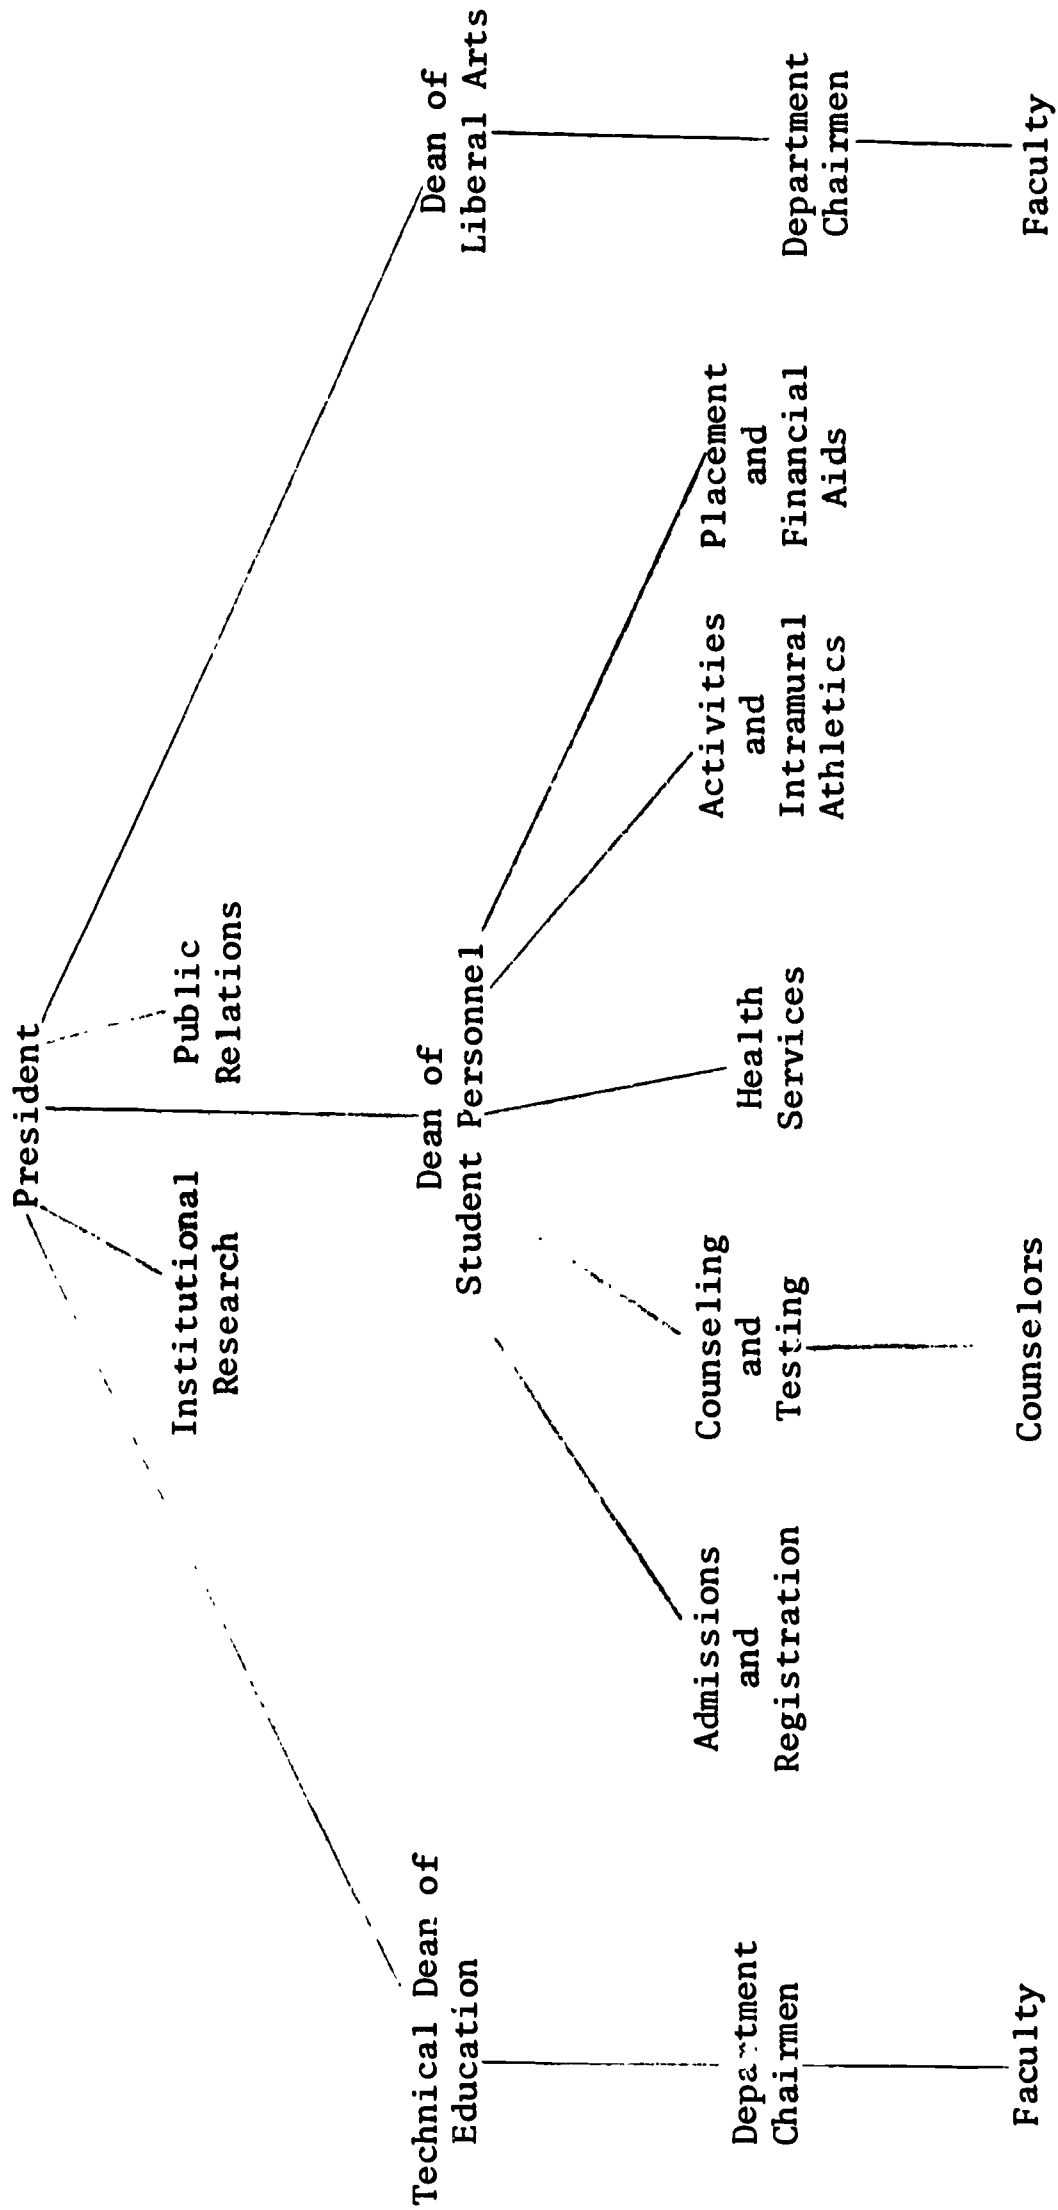 President
Institutional
Research
Public
Relations
Technical Dean of
Education
Dean of
Student Personnel
Dean of
Liberal Arts
Admissions
and
Registration
Counseling
and
Testing
Health
Services
Activities
and
Intramural
Athletics
Placement
and
Financial
Aids
Department
Chairmen
Department
Chairmen
Faculty
Counselors
Faculty